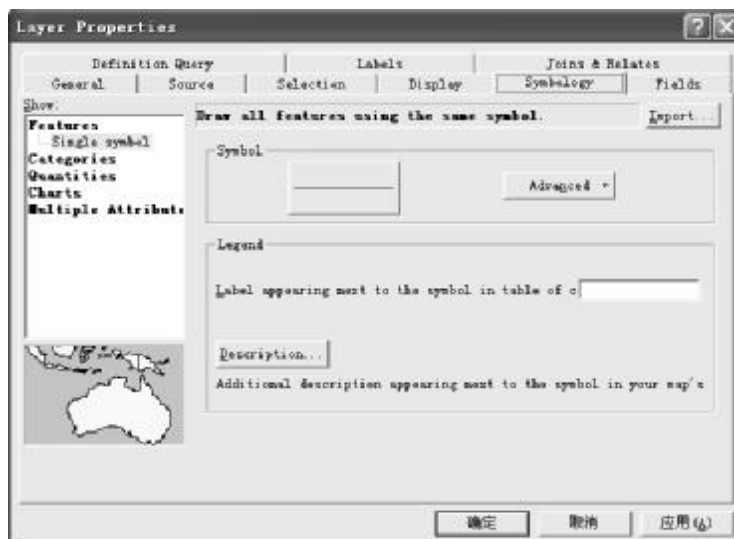 Layer Properties
Definition Query
Labels
Joins & Relates
General
Source
Selection
Display
Symbology
Fields
Show:
Features
Single symbol
Categories
Quantities
Charts
Multiple Attribute
Draw all features using the same symbol.
Import...
Symbol
Advanced
Legend
Label appearing next to the symbol in table of c
Description...
Additional description appearing next to the symbol in your map's
确定
取消
应用(A)